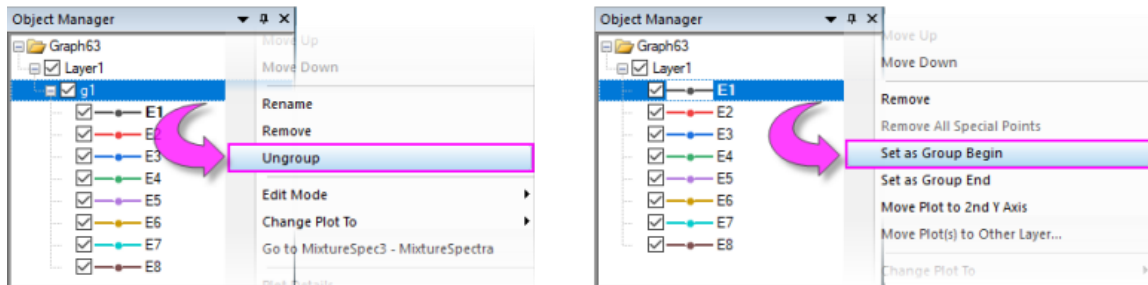 Object Manager
Graph63
Layer1
g1
E1
E2
E3
E4
E5
E6
E7
E8
Move Up
Move Down
Rename
Remove
Ungroup
Edit Mode
Change Plot To
Go to MixtureSpec3 - MixtureSpectra
Plot Details
Object Manager
Graph63
Layer1
E1
E2
E3
E4
E5
E6
E7
E8
Move Up
Move Down
Remove
Remove All Special Points
Set as Group Begin
Set as Group End
Move Plot to 2nd Y Axis
Move Plot(s) to Other Layer...
Change Plot To